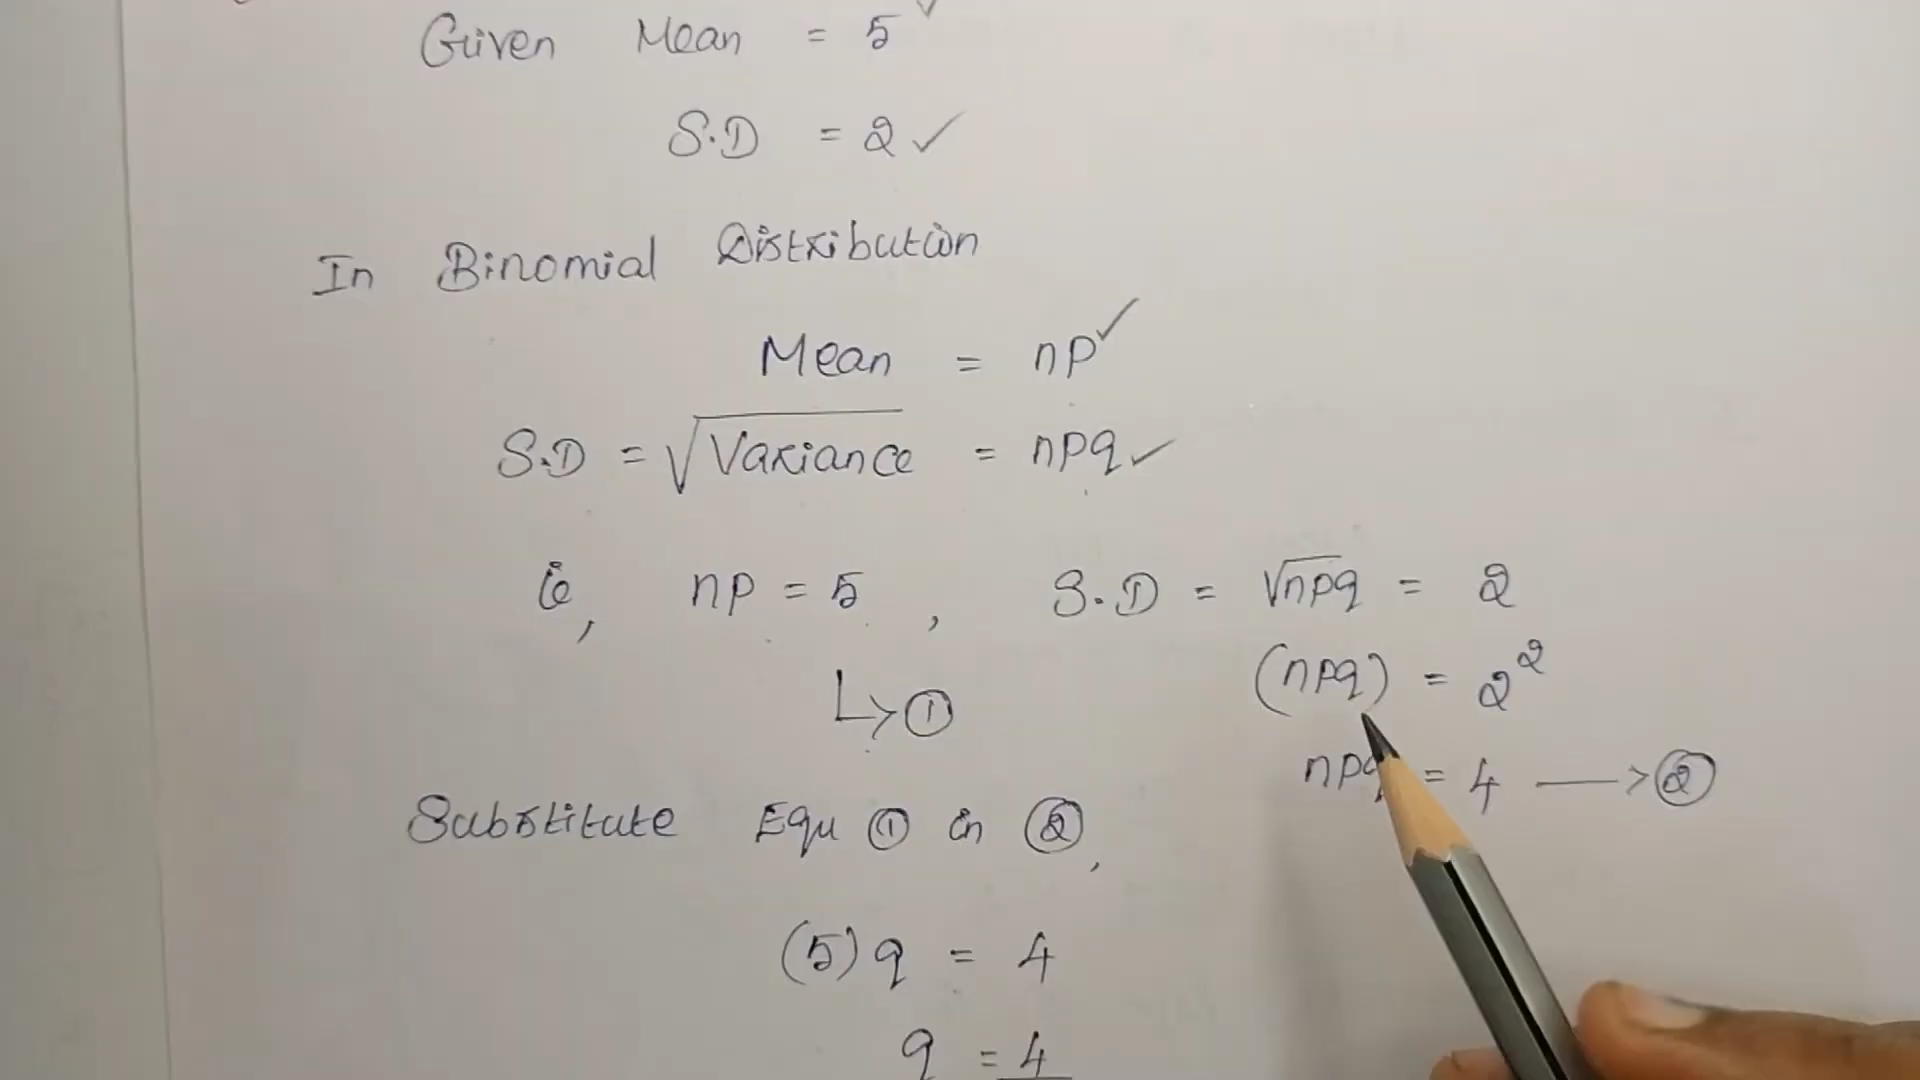 Given Mean = 5 ✓
S.D = 2 ✓
In Binomial Distribution
Mean = np ✓
S.D = √Variance = npq ✓
ie, np = 5 , S.D = √npq = 2
(npq) = 2²
↳ ①
npq = 4 ⟶ ②
Substitute Equ ① in ②,
(5)q = 4
q = 4